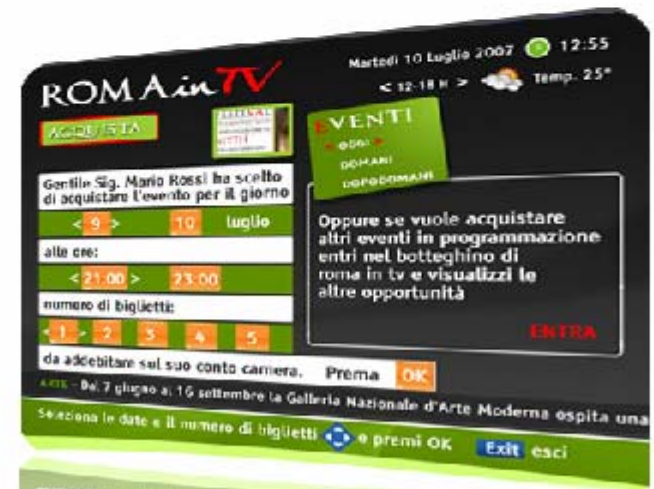 ROMA in TV
Martedì 10 Luglio 2007 12:55
< 12-18 H > Temp. 25°
ACQUISTA
EVENTI
OGGI
DOMANI
DOPODOMANI
Gentile Sig. Mario Rossi ha scelto
di acquistare l'evento per il giorno
< 9 > 10 luglio
alle ore:
< 21:00 > 23:00
numero di biglietti:
< 1 > 2 3 4 5
da addebitare sul suo conto camera. Prema OK
Oppure se vuole acquistare
altri eventi in programmazione
entri nel botteghino di
roma in tv e visualizzi le
altre opportunità
ENTRA
ARTE - Dal 7 giugno al 16 settembre la Galleria Nazionale d'Arte Moderna ospita una
Seleziona le date e il numero di biglietti e premi OK Exit esci